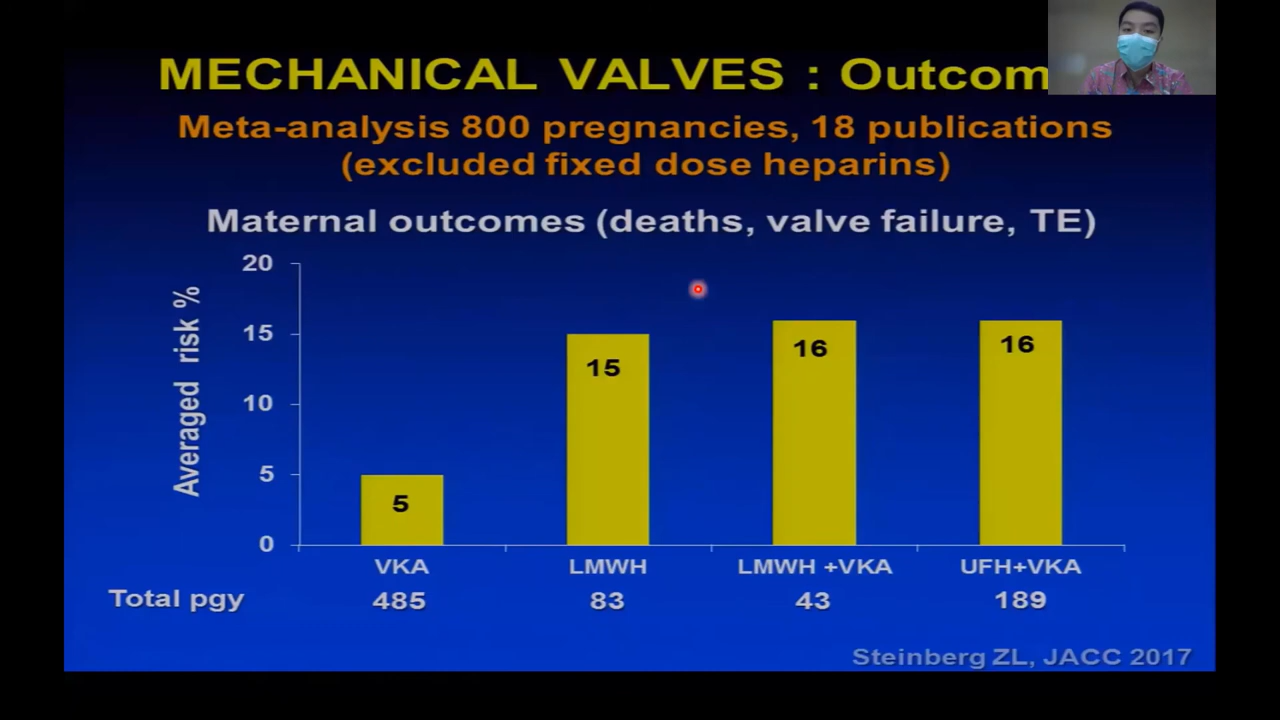 MECHANICAL VALVES : Outcom
Meta-analysis 800 pregnancies, 18 publications
(excluded fixed dose heparins)
Maternal outcomes (deaths, valve failure, TE)
Averaged risk %
20
15
10
5
0
5
15
16
16
VKA LMWH LMWH +VKA UFH+VKA
Total pgy 485 83 43 189
Steinberg ZL, JACC 2017